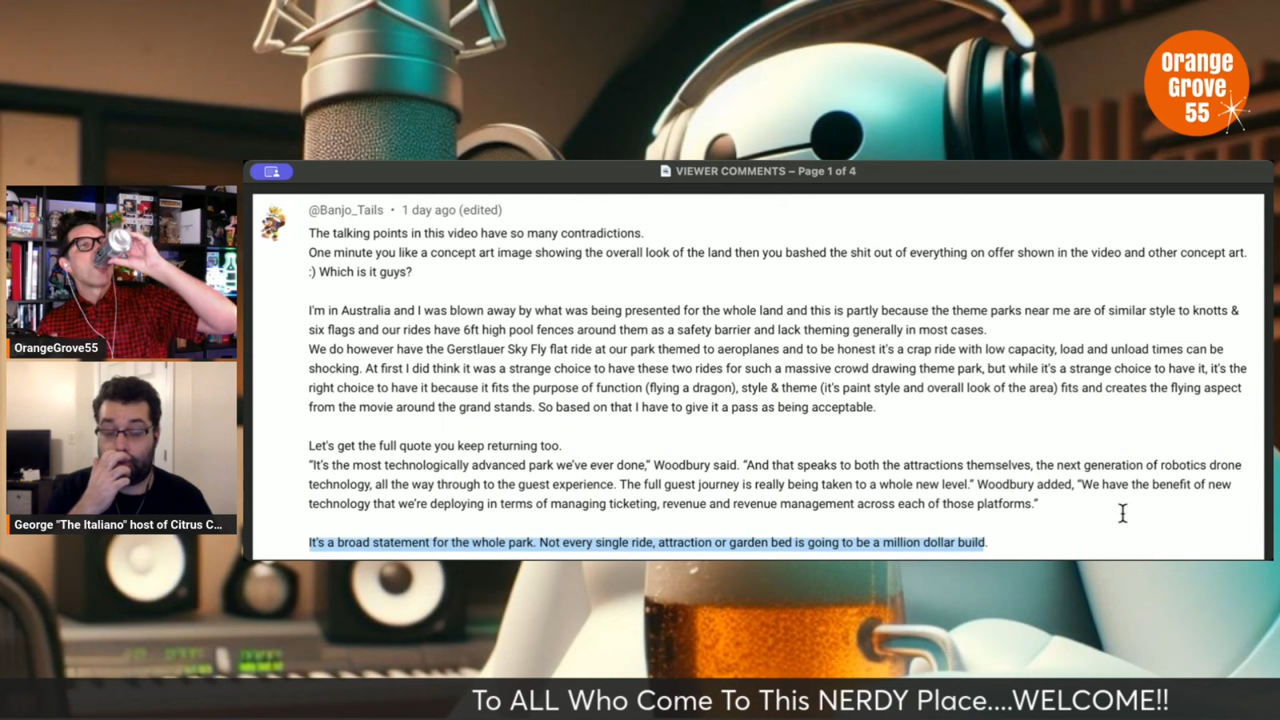 Orange
Grove
55
VIEWER COMMENTS – Page 1 of 4
@Banjo_Tails • 1 day ago (edited)
The talking points in this video have so many contradictions.
One minute you like a concept art image showing the overall look of the land then you bashed the shit out of everything on offer shown in the video and other concept art.
:) Which is it guys?
I'm in Australia and I was blown away by what was being presented for the whole land and this is partly because the theme parks near me are of similar style to knotts &
six flags and our rides have 6ft high pool fences around them as a safety barrier and lack theming generally in most cases.
We do however have the Gerstlauer Sky Fly flat ride at our park themed to aeroplanes and to be honest it's a crap ride with low capacity, load and unload times can be
shocking. At first I did think it was a strange choice to have these two rides for such a massive crowd drawing theme park, but while it's a strange choice to have it, it's the
right choice to have it because it fits the purpose of function (flying a dragon), style & theme (it's paint style and overall look of the area) fits and creates the flying aspect
from the movie around the grand stands. So based on that I have to give it a pass as being acceptable.
Let's get the full quote you keep returning too.
“It's the most technologically advanced park we've ever done,” Woodbury said. “And that speaks to both the attractions themselves, the next generation of robotics drone
technology, all the way through to the guest experience. The full guest journey is really being taken to a whole new level.” Woodbury added, “We have the benefit of new
technology that we're deploying in terms of managing ticketing, revenue and revenue management across each of those platforms.”
It's a broad statement for the whole park. Not every single ride, attraction or garden bed is going to be a million dollar build.
OrangeGrove55
George "The Italiano" host of Citrus C...
To ALL Who Come To This NERDY Place....WELCOME!!